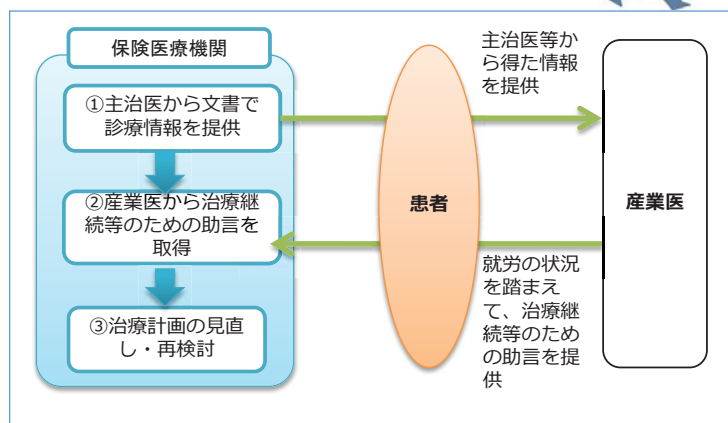 保険医療機関
①主治医から文書で
診療情報を提供
②産業医から治療継
続等のための助言を
取得
③治療計画の見直
し・再検討
患者
主治医等か
ら得た情報
を提供
就労の状況
を踏まえ
て、治療継
続等のため
の助言を提
供
産業医